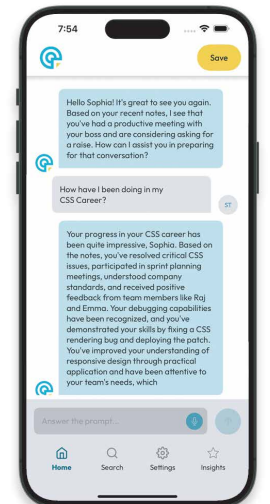 7:54
Save
Hello Sophia! It's great to see you again.
Based on your recent notes, I see that
you've had a productive meeting with
your boss and are considering asking for
a raise. How can I assist you in preparing
for that conversation?
How have I been doing in my
CSS Career?
ST
Your progress in your CSS career has
been quite impressive, Sophia. Based on
the notes, you've resolved critical CSS
issues, participated in sprint planning
meetings, understood company
standards, and received positive
feedback from team members like Raj
and Emma. Your debugging capabilities
have been recognized, and you've
demonstrated your skills by fixing a CSS
rendering bug and deploying the patch.
You've improved your understanding of
responsive design through practical
application and have been attentive to
your team's needs, which
Answer the prompt...
Home Search Settings Insights